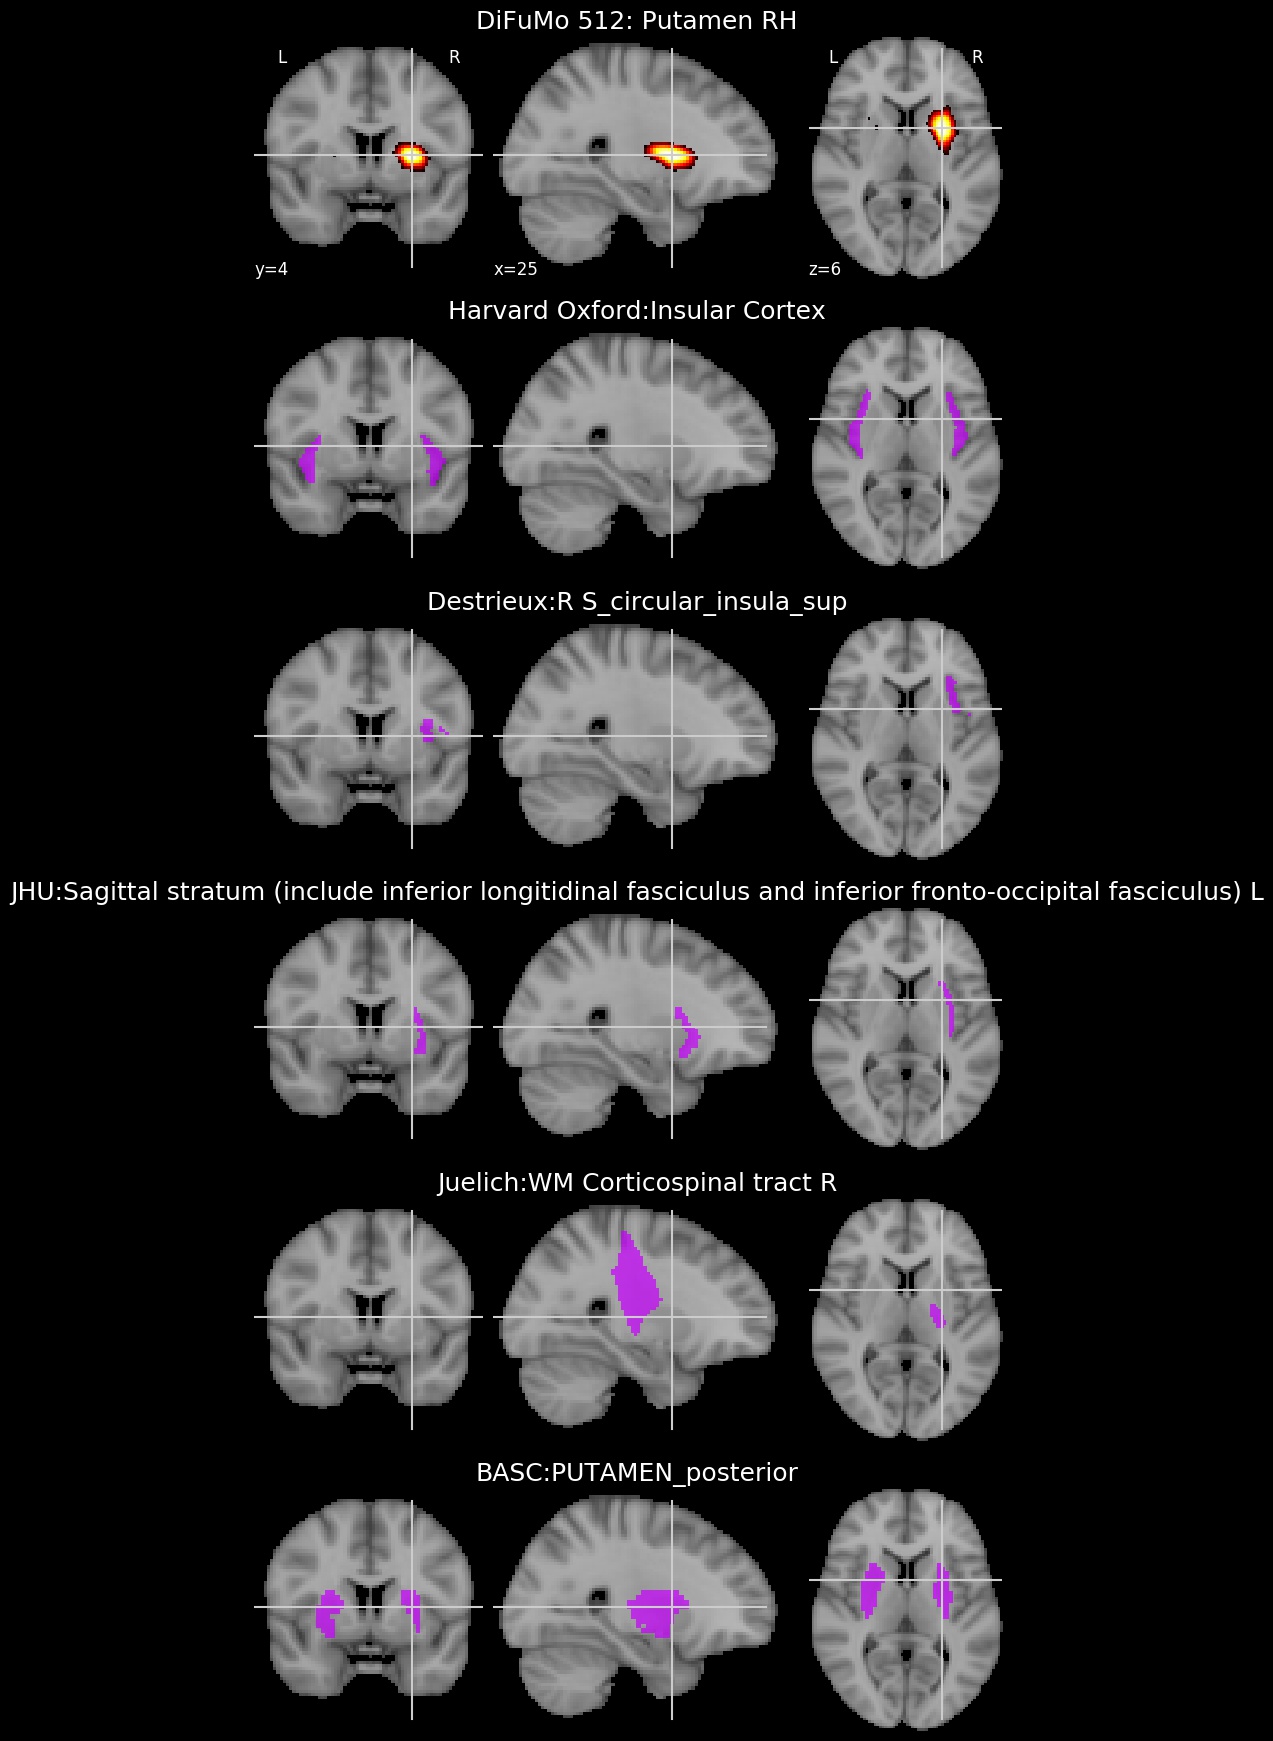 DiFuMo 512: Putamen RH
L R L R
y=4 x=25 z=6
Harvard Oxford:Insular Cortex
Destrieux:R S_circular_insula_sup
JHU:Sagittal stratum (include inferior longitidinal fasciculus and inferior fronto-occipital fasciculus) L
Juelich:WM Corticospinal tract R
BASC:PUTAMEN_posterior